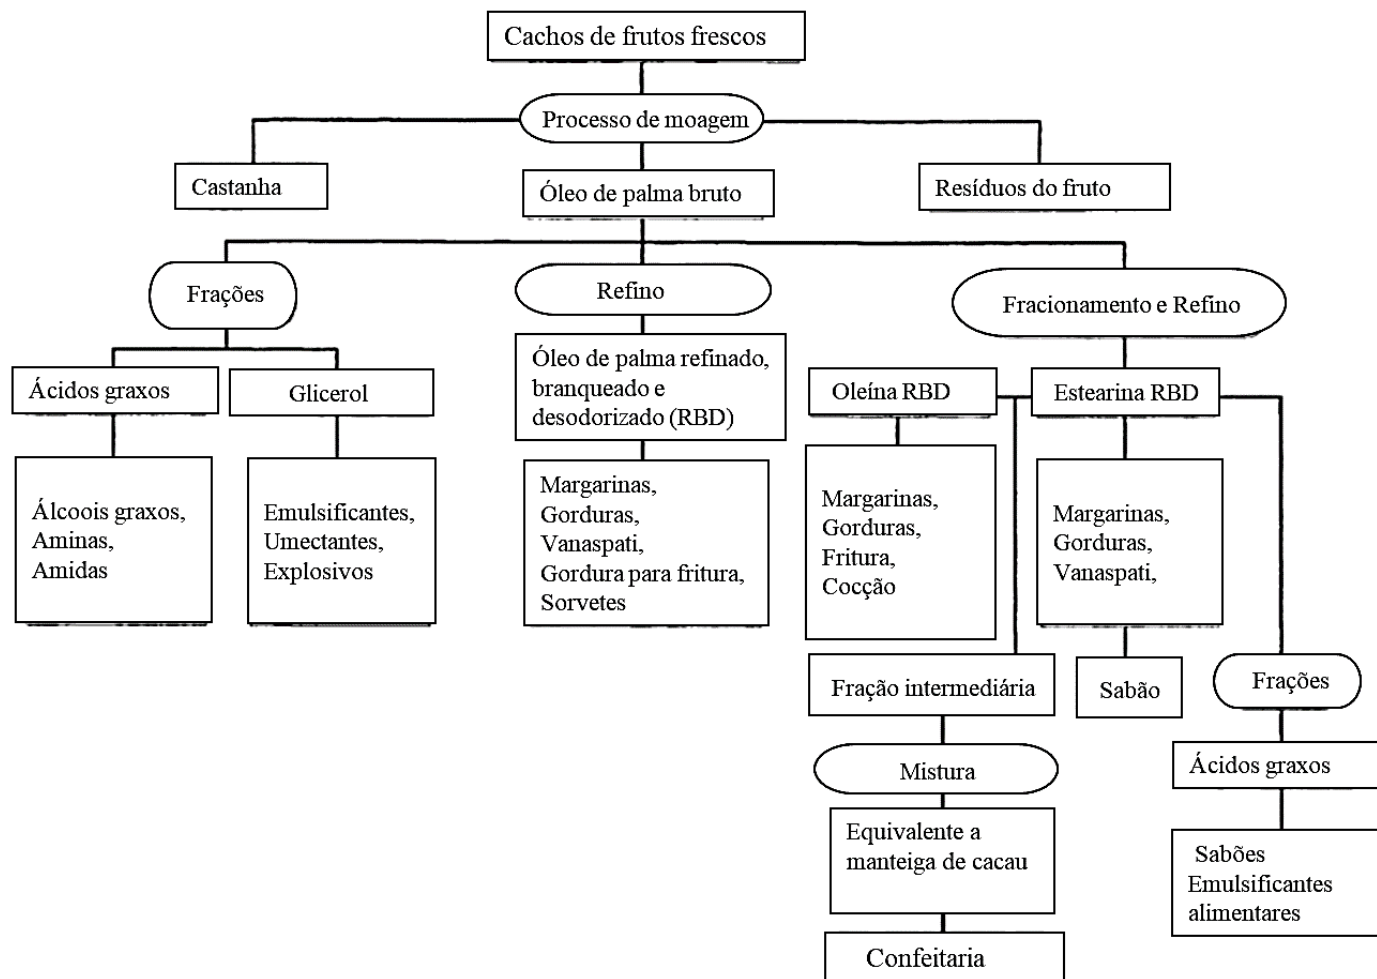 Cachos de frutos frescos
Processo de moagem
Castanha
Óleo de palma bruto
Resíduos do fruto
Frações
Refino
Fracionamento e Refino
Ácidos graxos
Glicerol
Óleo de palma refinado,
branqueado e
desodorizado (RBD)
Oleína RBD
Estearina RBD
Álcoois graxos,
Aminas,
Amidas
Emulsificantes,
Umectantes,
Explosivos
Margarinas,
Gorduras,
Vanaspati,
Gordura para fritura,
Sorvetes
Margarinas,
Gorduras,
Fritura,
Cocção
Margarinas,
Gorduras,
Vanaspati,
Fração intermediária
Sabão
Frações
Mistura
Ácidos graxos
Equivalente a
manteiga de cacau
Sabões
Emulsificantes
alimentares
Confeitaria